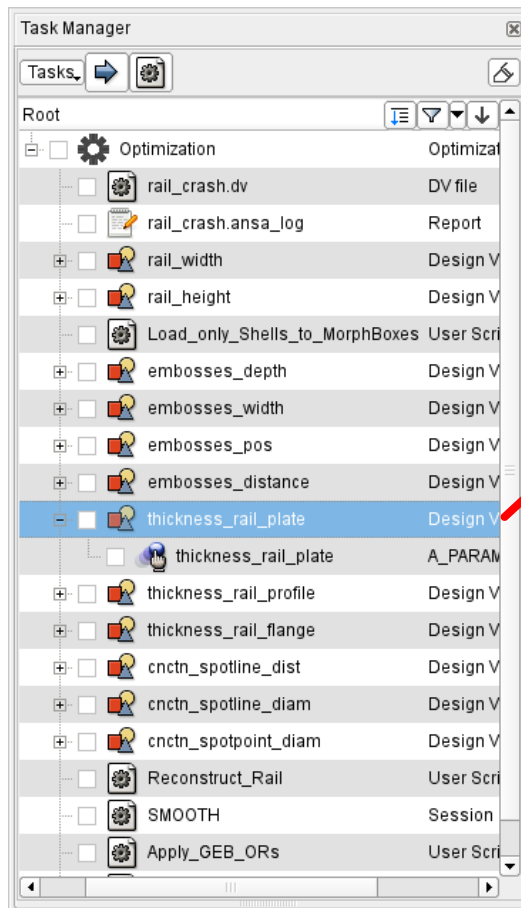 Task Manager
Tasks
Root
Optimization Optimizat
rail_crash.dv DV file
rail_crash.ansa_log Report
rail_width Design V
rail_height Design V
Load_only_Shells_to_MorphBoxes User Scri
embosses_depth Design V
embosses_width Design V
embosses_pos Design V
embosses_distance Design V
thickness_rail_plate Design V
thickness_rail_plate A_PARAM
thickness_rail_profile Design V
thickness_rail_flange Design V
cnctn_spotline_dist Design V
cnctn_spotline_diam Design V
cnctn_spotpoint_diam Design V
Reconstruct_Rail User Scri
SMOOTH Session
Apply_GEB_ORs User Scri